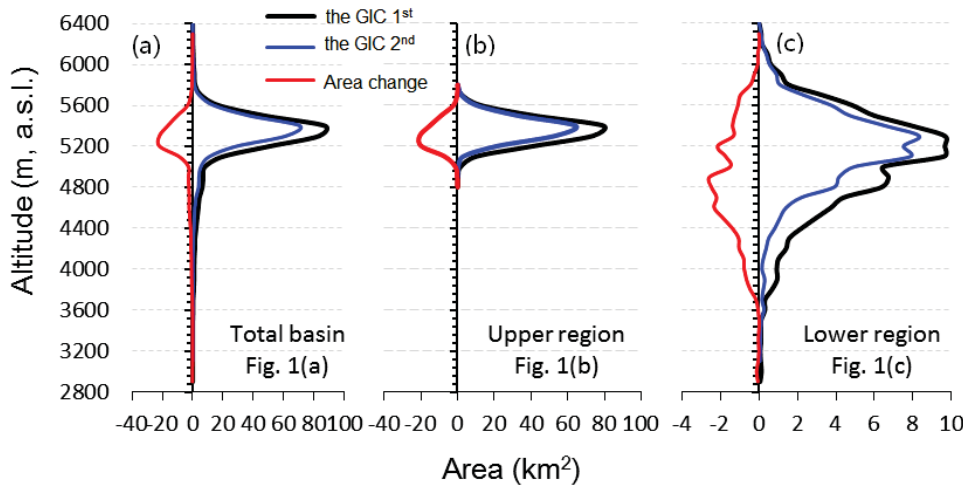 the GIC 1st
the GIC 2nd
Area change
(a)
(b)
(c)
6400
6000
5600
5200
4800
4400
4000
3600
3200
2800
Altitude (m, a.s.l.)
Total basin
Fig. 1(a)
Upper region
Fig. 1(b)
Lower region
Fig. 1(c)
-40 -20 0 20 40 60 80 100
-40 -20 0 20 40 60 80 100
-4 -2 0 2 4 6 8 10
Area (km2)